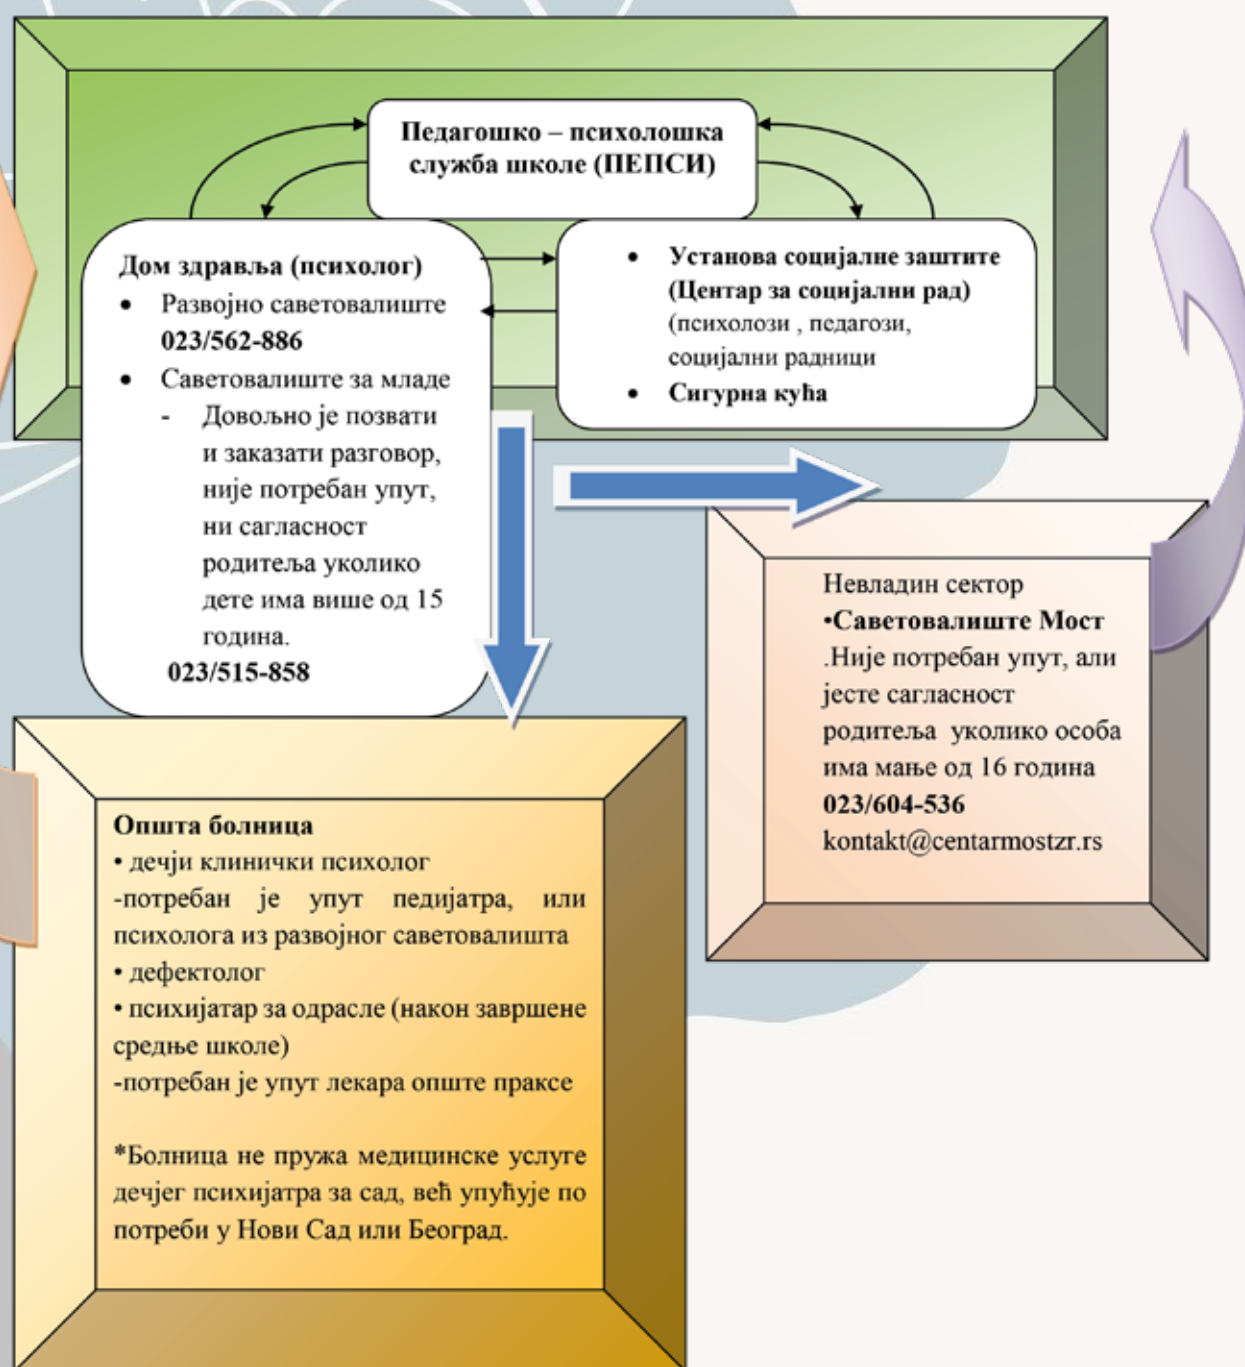 Педагошко – психолошка
служба школе (ПЕПСИ)
Дом здравља (психолог)
• Развојно саветовалиште
023/562-886
• Саветовалиште за младе
- Довољно је позвати
и заказати разговор,
није потребан упут,
ни сагласност
родитеља уколико
дете има више од 15
година.
023/515-858
• Установа социјалне заштите
(Центар за социјални рад)
(психолози , педагози,
социјални радници
• Сигурна кућа
Невладин сектор
•Саветовалиште Мост
.Није потребан упут, али
јесте сагласност
родитеља уколико особа
има мање од 16 година
023/604-536
kontakt@centarmostzr.rs
Општа болница
• дечји клинички психолог
-потребан је упут педијатра, или
психолога из развојног саветовалишта
• дефектолог
• психијатар за одрасле (након завршене
средње школе)
-потребан је упут лекара опште праксе
*Болница не пружа медицинске услуге
дечјег психијатра за сад, већ упућује по
потреби у Нови Сад или Београд.